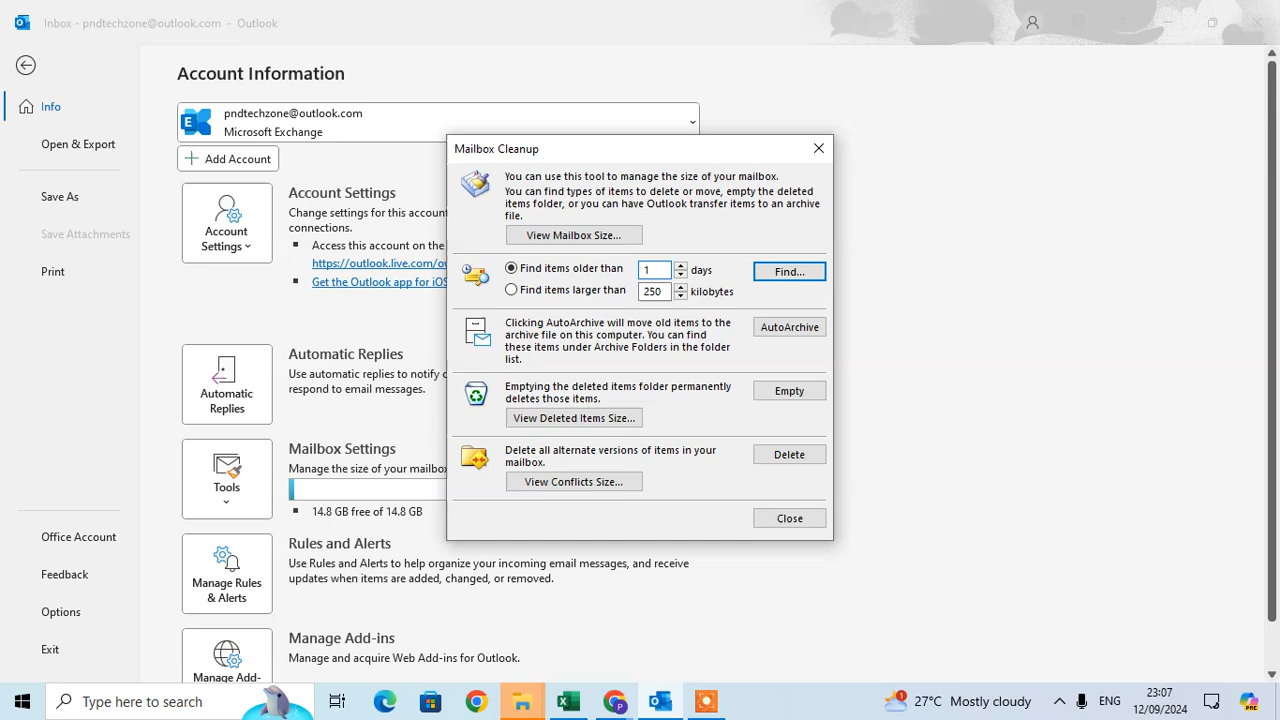 Inbox - pndtechzone@outlook.com - Outlook
Account Information
Info
Open & Export
Save As
Save Attachments
Print
Office Account
Feedback
Options
Exit
pndtechzone@outlook.com
Microsoft Exchange
Add Account
Account
Settings
Account Settings
Change settings for this account
connections.
Access this account on the
https://outlook.live.com/ow
Get the Outlook app for iOS
Automatic
Replies
Automatic Replies
Use automatic replies to notify o
respond to email messages.
Tools
Mailbox Settings
Manage the size of your mailbox
14.8 GB free of 14.8 GB
Manage Rules
& Alerts
Rules and Alerts
Use Rules and Alerts to help organize your incoming email messages, and receive
updates when items are added, changed, or removed.
Manage Add-
Manage Add-ins
Manage and acquire Web Add-ins for Outlook.
Mailbox Cleanup
You can use this tool to manage the size of your mailbox.
You can find types of items to delete or move, empty the deleted
items folder, or you can have Outlook transfer items to an archive
file.
View Mailbox Size...
Find items older than 1 days
Find...
Find items larger than 250 kilobytes
Clicking AutoArchive will move old items to the
archive file on this computer. You can find
these items under Archive Folders in the folder
list.
AutoArchive
Emptying the deleted items folder permanently
deletes those items.
Empty
View Deleted Items Size...
Delete all alternate versions of items in your
mailbox.
Delete
View Conflicts Size...
Close
Type here to search
27°C Mostly cloudy
ENG
23:07
12/09/2024